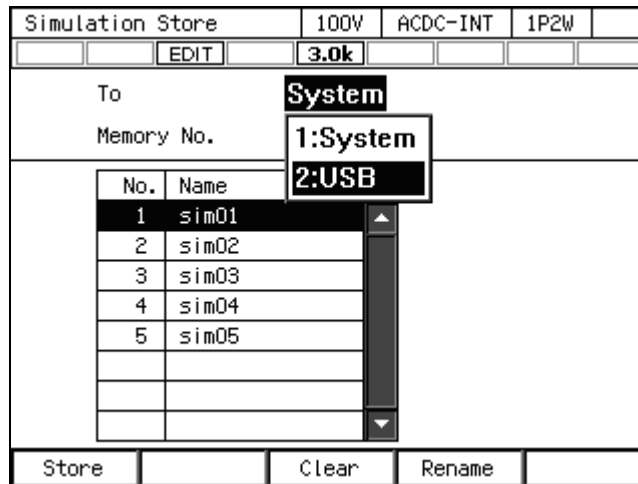 Simulation Store 100V ACDC-INT 1P2W
EDIT 3.0k
To System
Memory No. 1:System
2:USB
No. Name
1 sim01
2 sim02
3 sim03
4 sim04
5 sim05
Store Clear Rename